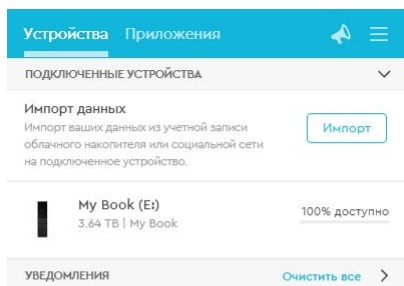 Устройства Приложения
ПОДКЛЮЧЕННЫЕ УСТРОЙСТВА
Импорт данных
Импорт ваших данных из учетной записи
облачного накопителя или социальной сети
на подключенное устройство.
Импорт
My Book (E:)
3.64 TB | My Book
100% доступно
УВЕДОМЛЕНИЯ Очистить все